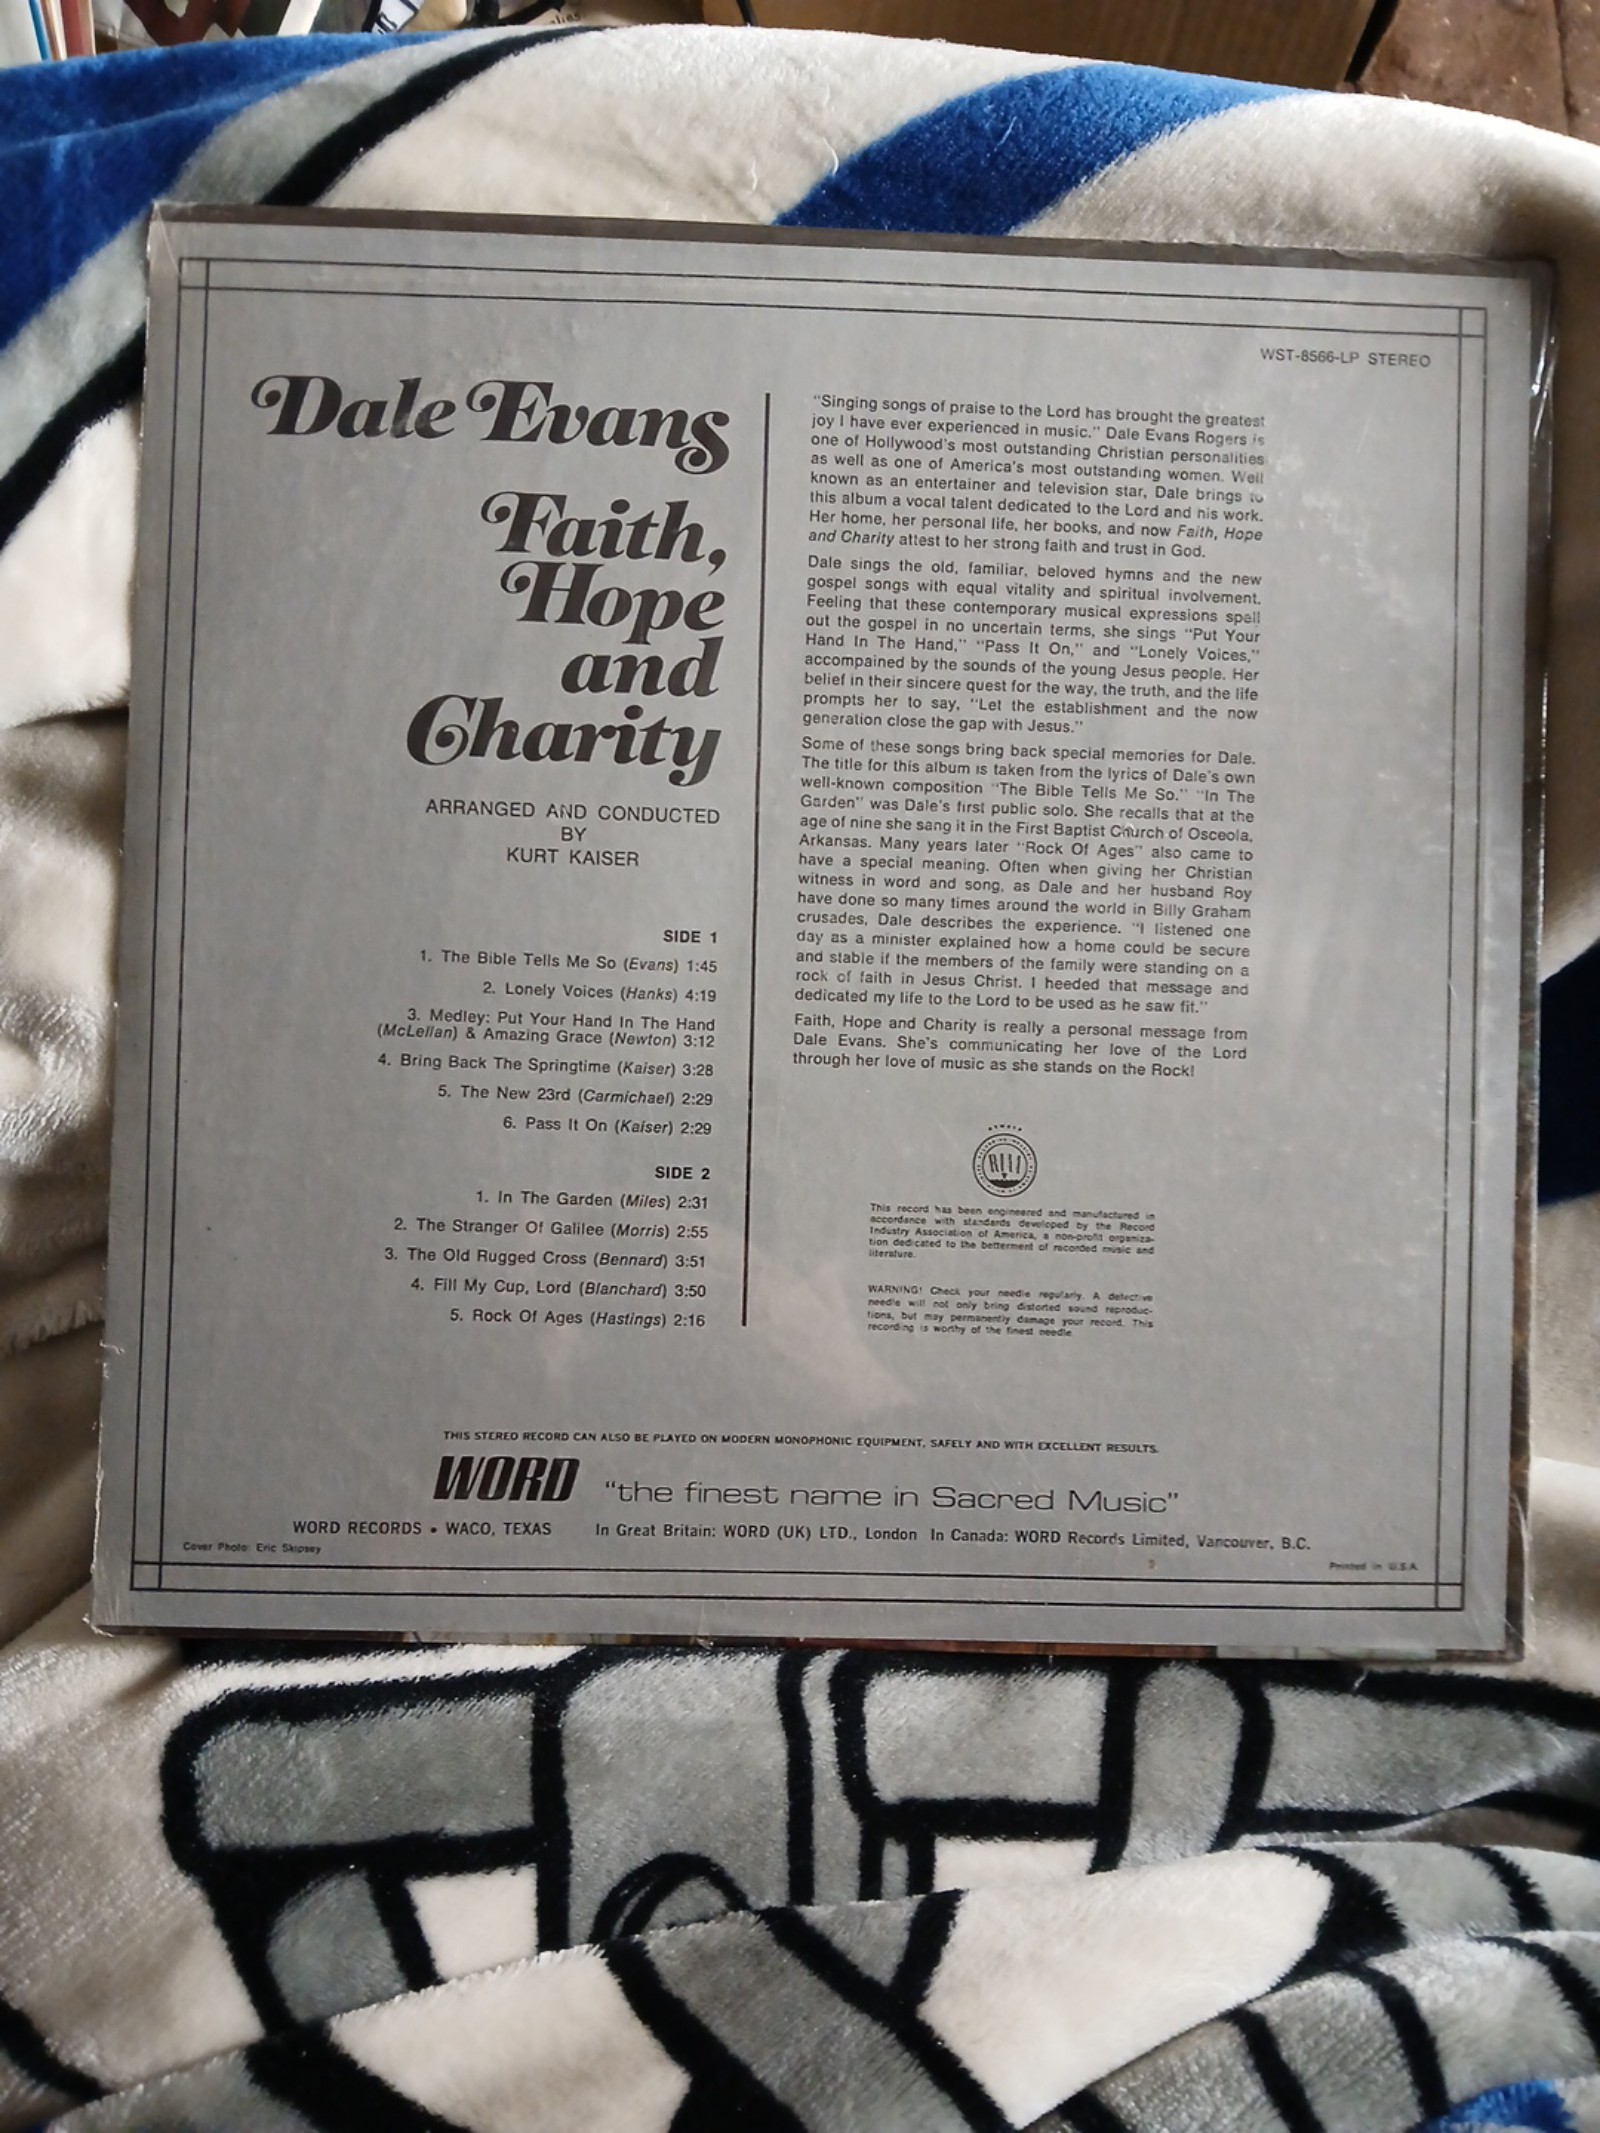 WST-8566-LP STEREO
Dale Evans
Faith,
Hope
and
Charity
ARRANGED AND CONDUCTED
BY
KURT KAISER
SIDE 1
1. The Bible Tells Me So (Evans) 1:45
2. Lonely Voices (Hanks) 4:19
3. Medley: Put Your Hand In The Hand
(McLellan) & Amazing Grace (Newton) 3:12
4. Bring Back The Springtime (Kaiser) 3:28
5. The New 23rd (Carmichael) 2:29
6. Pass It On (Kaiser) 2:29
SIDE 2
1. In The Garden (Miles) 2:31
2. The Stranger Of Galilee (Morris) 2:55
3. The Old Rugged Cross (Bennard) 3:51
4. Fill My Cup, Lord (Blanchard) 3:50
5. Rock Of Ages (Hastings) 2:16
"Singing songs of praise to the Lord has brought the greatest
joy I have ever experienced in music." Dale Evans Rogers is
one of Hollywood's most outstanding Christian personalities
as well as one of America's most outstanding women. Well
known as an entertainer and television star, Dale brings to
this album a vocal talent dedicated to the Lord and his work.
Her home, her personal life, her books, and now Faith, Hope
and Charity attest to her strong faith and trust in God.
Dale sings the old, familiar, beloved hymns and the new
gospel songs with equal vitality and spiritual involvement.
Feeling that these contemporary musical expressions spell
out the gospel in no uncertain terms, she sings "Put Your
Hand In The Hand," "Pass It On," and "Lonely Voices,"
accompained by the sounds of the young Jesus people. Her
belief in their sincere quest for the way, the truth, and the life
prompts her to say, "Let the establishment and the now
generation close the gap with Jesus."
Some of these songs bring back special memories for Dale.
The title for this album is taken from the lyrics of Dale's own
well-known composition "The Bible Tells Me So." "In The
Garden" was Dale's first public solo. She recalls that at the
age of nine she sang it in the First Baptist Church of Osceola,
Arkansas. Many years later "Rock Of Ages" also came to
have a special meaning. Often when giving her Christian
witness in word and song, as Dale and her husband Roy
have done so many times around the world in Billy Graham
crusades, Dale describes the experience. "I listened one
day as a minister explained how a home could be secure
and stable if the members of the family were standing on a
rock of faith in Jesus Christ. I heeded that message and
dedicated my life to the Lord to be used as he saw fit."
Faith, Hope and Charity is really a personal message from
Dale Evans. She's communicating her love of the Lord
through her love of music as she stands on the Rock!
This record has been engineered and manufactured in
accordance with standards developed by the Record
Industry Association of America, a non-profit organiza-
tion dedicated to the betterment of recorded music and
literature.
WARNING! Check your needle regularly. A defective
needle will not only bring distorted sound reproduc-
tions, but may permanently damage your record. This
recording is worthy of the finest needle.
THIS STEREO RECORD CAN ALSO BE PLAYED ON MODERN MONOPHONIC EQUIPMENT, SAFELY AND WITH EXCELLENT RESULTS.
WORD "the finest name in Sacred Music"
WORD RECORDS • WACO, TEXAS In Great Britain: WORD (UK) LTD., London In Canada: WORD Records Limited, Vancouver, B.C.
Cover Photo: Eric Skipsey
Printed in U.S.A.